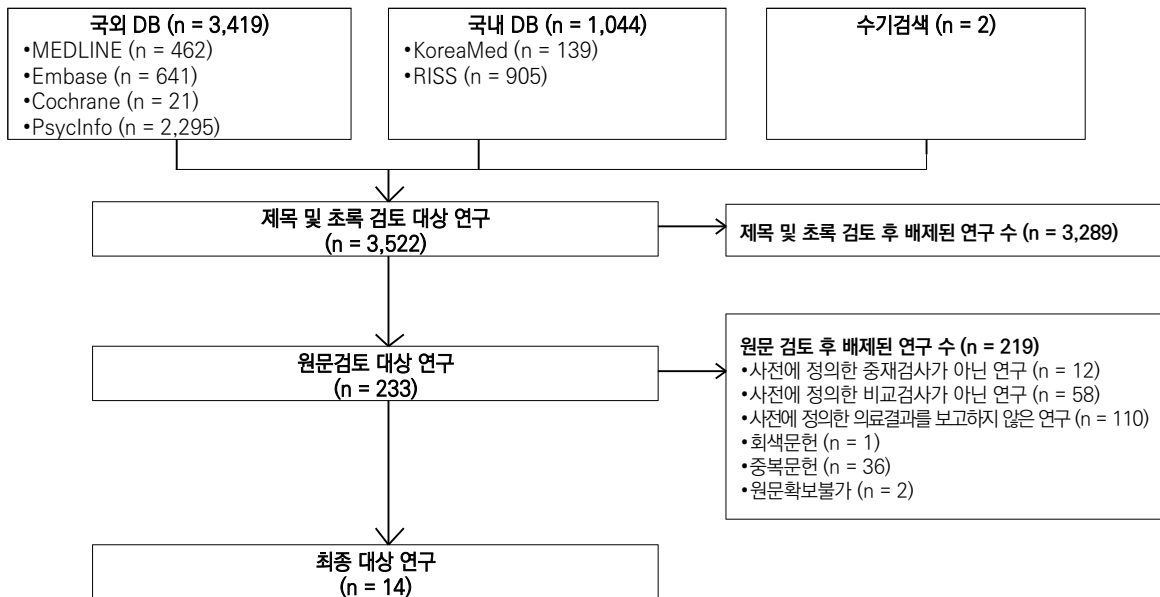 국외 DB (n = 3,419)
•MEDLINE (n = 462)
•Embase (n = 641)
•Cochrane (n = 21)
•PsycInfo (n = 2,295)
국내 DB (n = 1,044)
•KoreaMed (n = 139)
•RISS (n = 905)
수기검색 (n = 2)
제목 및 초록 검토 대상 연구
(n = 3,522)
제목 및 초록 검토 후 배제된 연구 수 (n = 3,289)
원문검토 대상 연구
(n = 233)
원문 검토 후 배제된 연구 수 (n = 219)
•사전에 정의한 중재검사가 아닌 연구 (n = 12)
•사전에 정의한 비교검사가 아닌 연구 (n = 58)
•사전에 정의한 의료결과를 보고하지 않은 연구 (n = 110)
•회색문헌 (n = 1)
•중복문헌 (n = 36)
•원문확보불가 (n = 2)
최종 대상 연구
(n = 14)